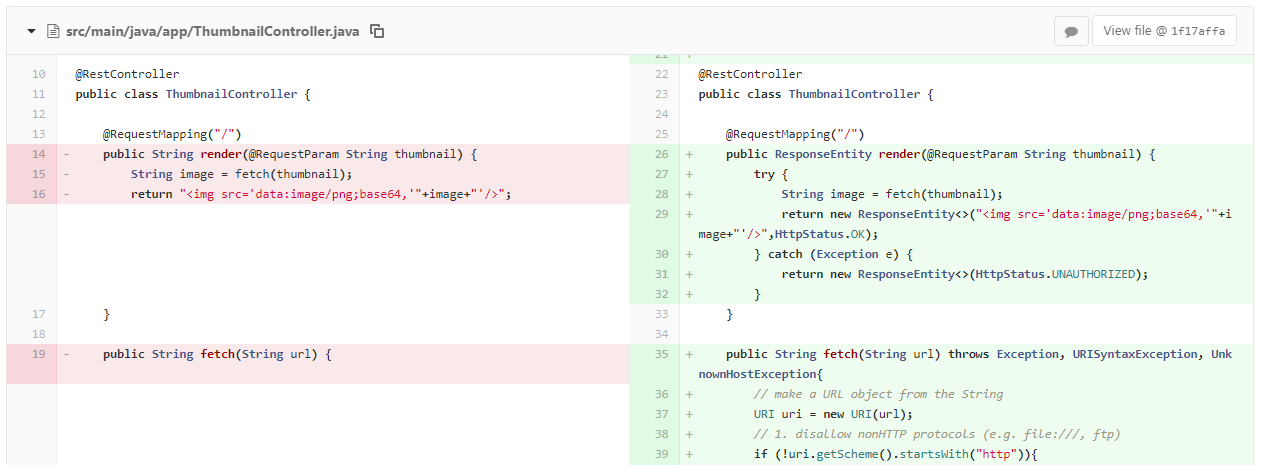 src/main/java/app/ThumbnailController.java View file @ 1f17affa
21 +
10 @RestController 22 @RestController
11 public class ThumbnailController { 23 public class ThumbnailController {
12 24
13 @RequestMapping("/") 25 @RequestMapping("/")
14 - public String render(@RequestParam String thumbnail) { 26 + public ResponseEntity render(@RequestParam String thumbnail) {
15 - String image = fetch(thumbnail); 27 + try {
16 - return "<img src='data:image/png;base64,'"+image+"'/>"; 28 + String image = fetch(thumbnail);
29 + return new ResponseEntity<>("<img src='data:image/png;base64,'"+i
mage+"'/>",HttpStatus.OK);
30 + } catch (Exception e) {
31 + return new ResponseEntity<>(HttpStatus.UNAUTHORIZED);
32 + }
17 } 33 }
18 34
19 - public String fetch(String url) { 35 + public String fetch(String url) throws Exception, URISyntaxException, Unk
nownHostException{
36 + // make a URL object from the String
37 + URI uri = new URI(url);
38 + // 1. disallow nonHTTP protocols (e.g. file:///, ftp)
39 + if (!uri.getScheme().startsWith("http")){